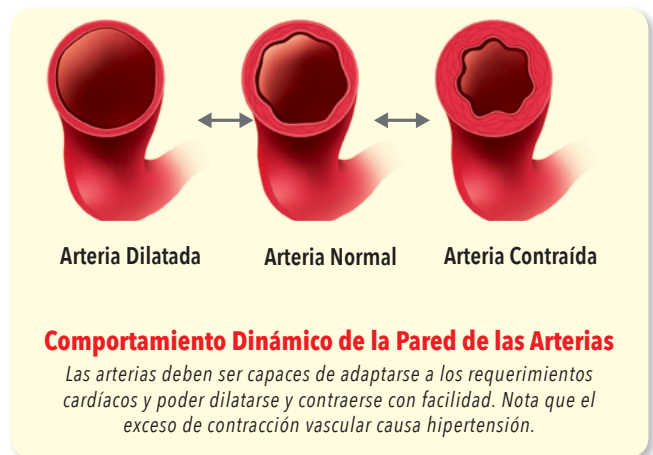 Arteria Dilatada
Arteria Normal
Arteria Contraída
Comportamiento Dinámico de la Pared de las Arterias
Las arterias deben ser capaces de adaptarse a los requerimientos
cardíacos y poder dilatarse y contraerse con facilidad. Nota que el
exceso de contracción vascular causa hipertensión.